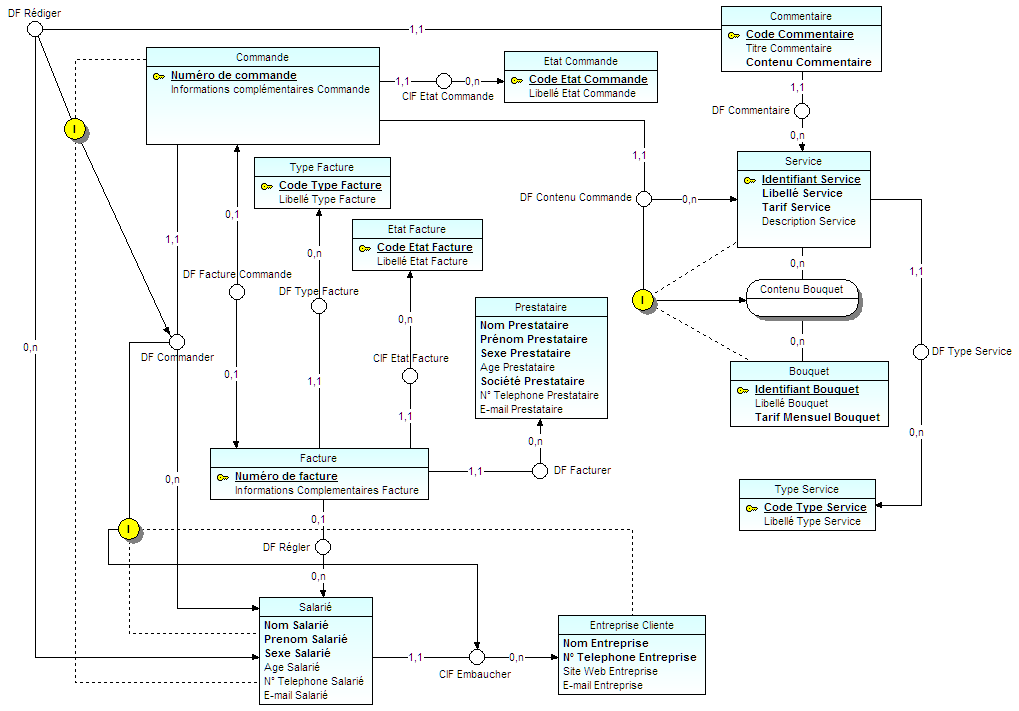 DF Rédiger
1,1
Commentaire
Code Commentaire
Titre Commentaire
Contenu Commentaire
Commande
Numéro de commande
Informations complémentaires Commande
1,1
0,n
CIF Etat Commande
Etat Commande
Code Etat Commande
Libellé Etat Commande
1,1
DF Commentaire
0,n
I
1,1
Service
Identifiant Service
Libellé Service
Tarif Service
Description Service
Type Facture
Code Type Facture
Libellé Type Facture
DF Contenu Commande
0,n
0,1
1,1
Etat Facture
Code Etat Facture
Libellé Etat Facture
0,n
0,n
1,1
DF Facture Commande
DF Type Facture
Contenu Bouquet
I
Prestataire
Nom Prestataire
Prénom Prestataire
Sexe Prestataire
Age Prestataire
Société Prestataire
N° Telephone Prestataire
E-mail Prestataire
0,n
0,n
0,n
DF Commander
CIF Etat Facture
DF Type Service
0,1
1,1
1,1
Bouquet
Identifiant Bouquet
Libellé Bouquet
Tarif Mensuel Bouquet
0,n
0,n
Facture
Numéro de facture
Informations Complementaires Facture
1,1
DF Facturer
0,n
Type Service
Code Type Service
Libellé Type Service
0,1
I
DF Régler
0,n
Salarié
Nom Salarié
Prenom Salarié
Sexe Salarié
Age Salarié
N° Telephone Salarié
E-mail Salarié
1,1
0,n
CIF Embaucher
Entreprise Cliente
Nom Entreprise
N° Telephone Entreprise
Site Web Entreprise
E-mail Entreprise